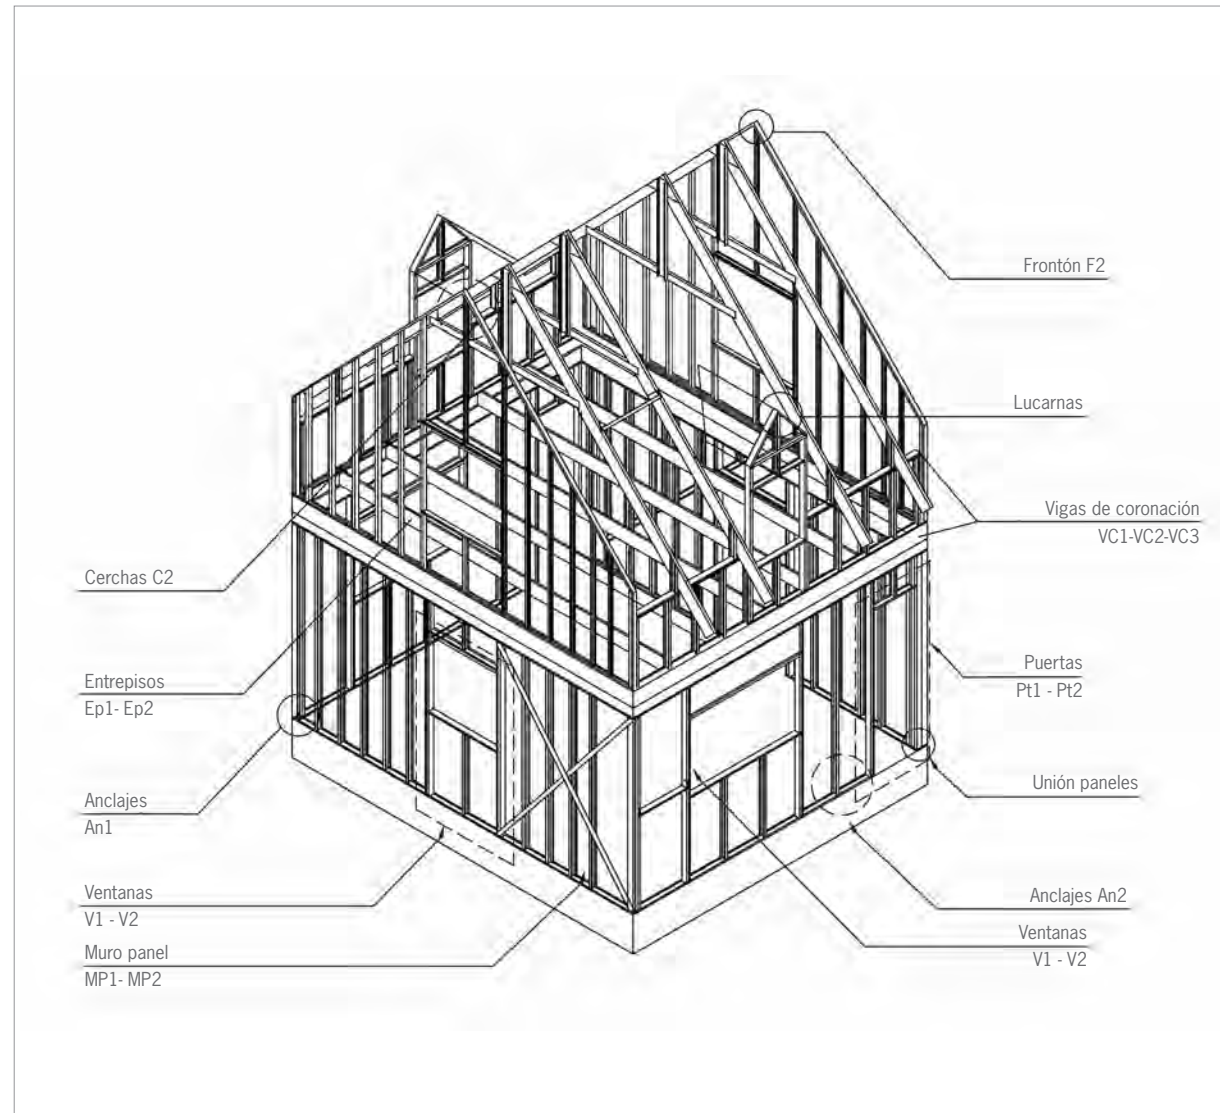 Frontón F2
Lucarnas
Vigas de coronación
VC1-VC2-VC3
Cerchas C2
Entrepisos
Ep1- Ep2
Puertas
Pt1 - Pt2
Anclajes
An1
Unión paneles
Ventanas
V1 - V2
Anclajes An2
Muro panel
MP1- MP2
Ventanas
V1 - V2